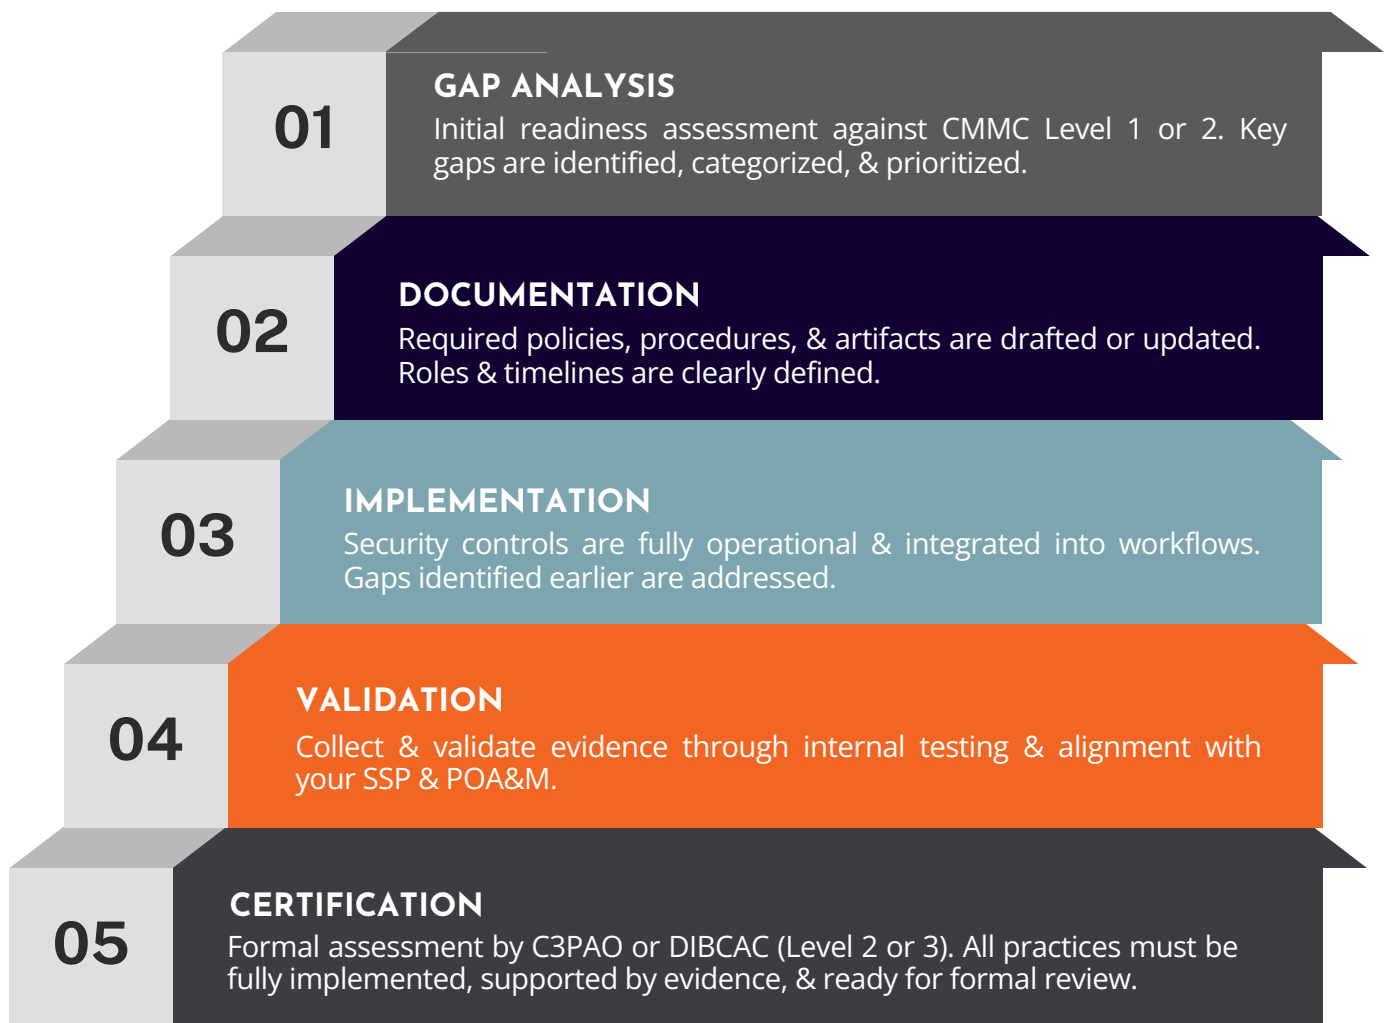 01
GAP ANALYSIS
Initial readiness assessment against CMMC Level 1 or 2. Key
gaps are identified, categorized, & prioritized.
02
DOCUMENTATION
Required policies, procedures, & artifacts are drafted or updated.
Roles & timelines are clearly defined.
03
IMPLEMENTATION
Security controls are fully operational & integrated into workflows.
Gaps identified earlier are addressed.
04
VALIDATION
Collect & validate evidence through internal testing & alignment with
your SSP & POA&M.
05
CERTIFICATION
Formal assessment by C3PAO or DIBCAC (Level 2 or 3). All practices must be
fully implemented, supported by evidence, & ready for formal review.